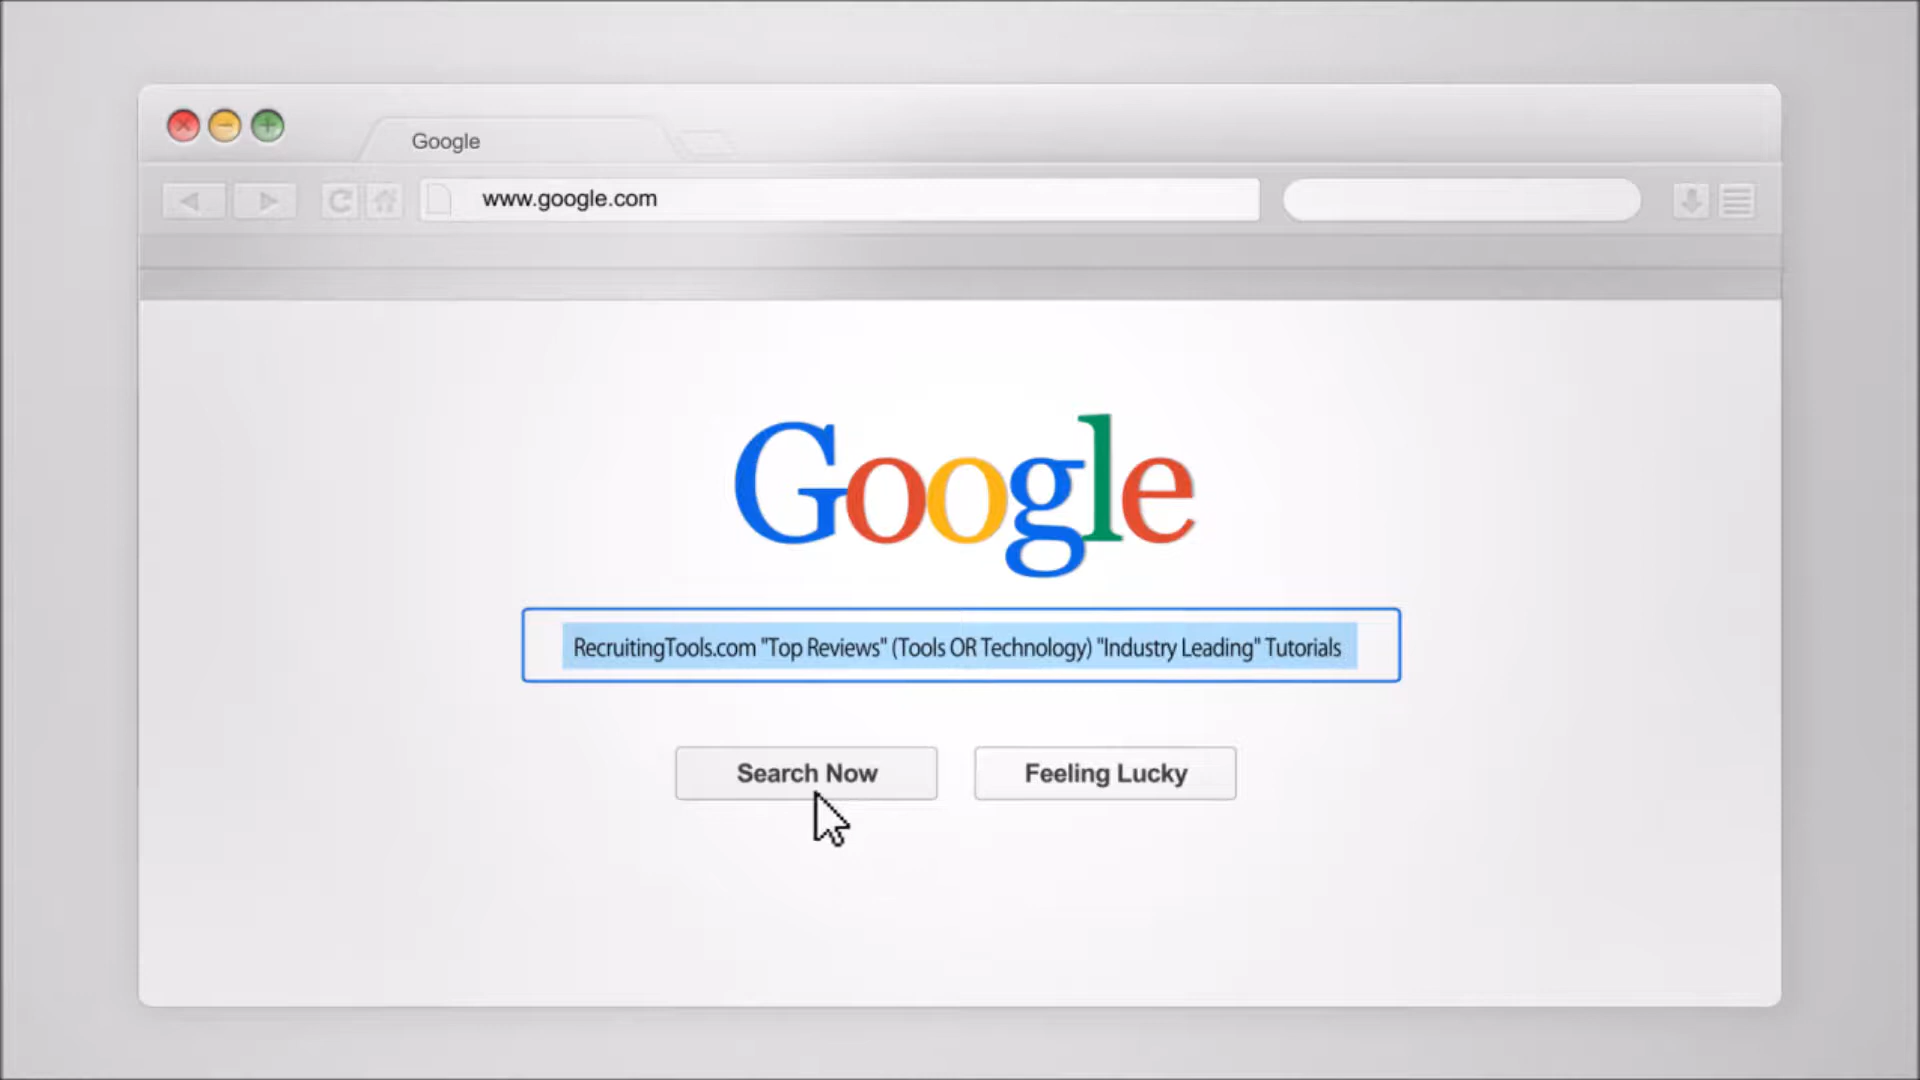 Google
www.google.com
Google
RecruitingTools.com "Top Reviews" (Tools OR Technology) "Industry Leading" Tutorials
Search Now
Feeling Lucky